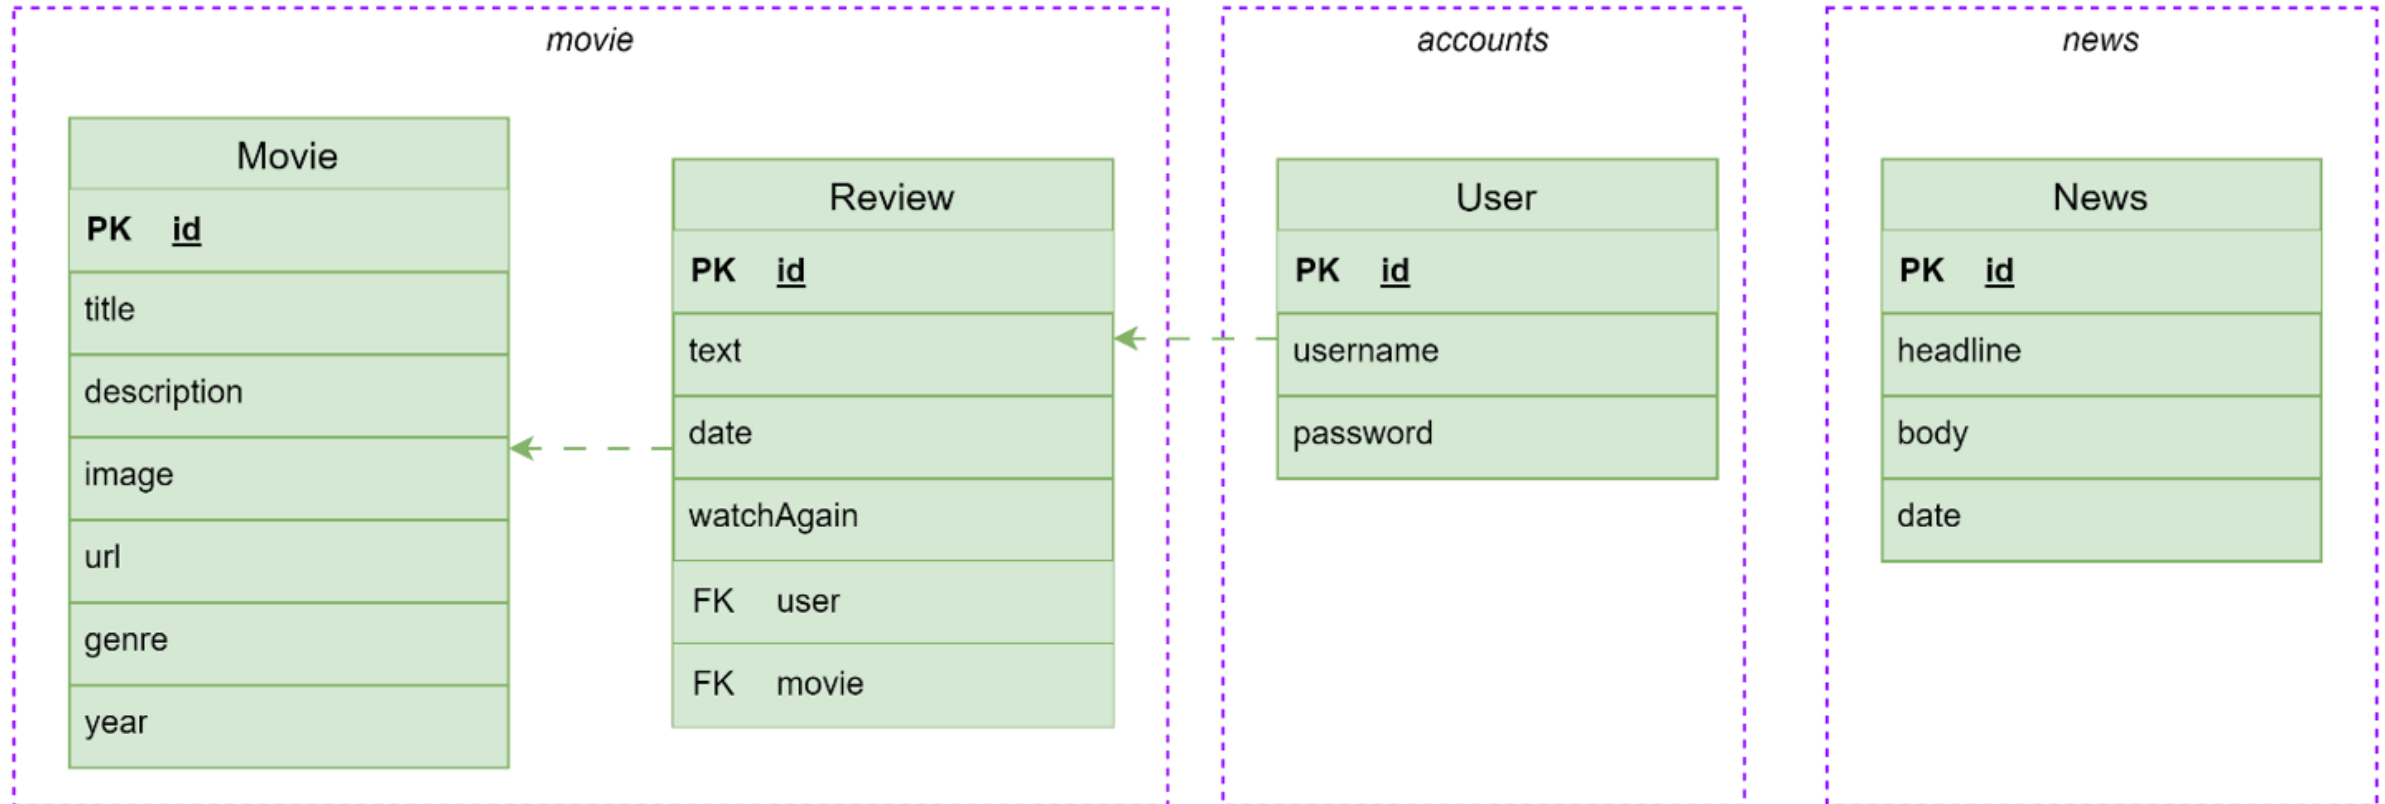 movie
Movie
PK id
title
description
image
url
genre
year
Review
PK id
text
date
watchAgain
FK user
FK movie
accounts
User
PK id
username
password
news
News
PK id
headline
body
date